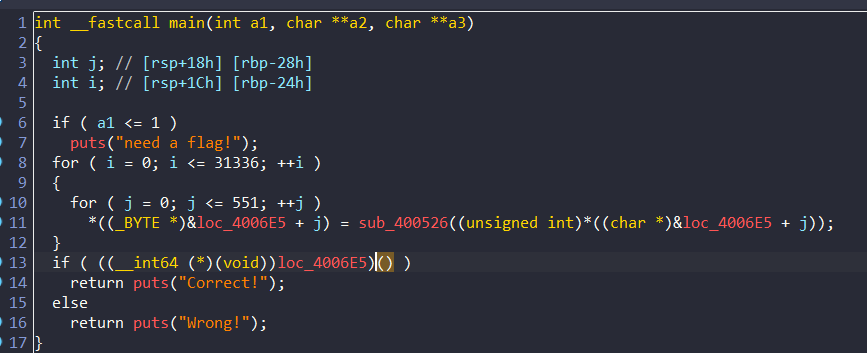 1 int __fastcall main(int a1, char **a2, char **a3)
2 {
3   int j; // [rsp+18h] [rbp-28h]
4   int i; // [rsp+1Ch] [rbp-24h]
5
6   if ( a1 <= 1 )
7     puts("need a flag!");
8   for ( i = 0; i <= 31336; ++i )
9   {
10     for ( j = 0; j <= 551; ++j )
11       *((_BYTE *)&loc_4006E5 + j) = sub_400526((unsigned int)*((char *)&loc_4006E5 + j));
12   }
13   if ( ((__int64 (*)(void))loc_4006E5)() )
14     return puts("Correct!");
15   else
16     return puts("Wrong!");
17 }